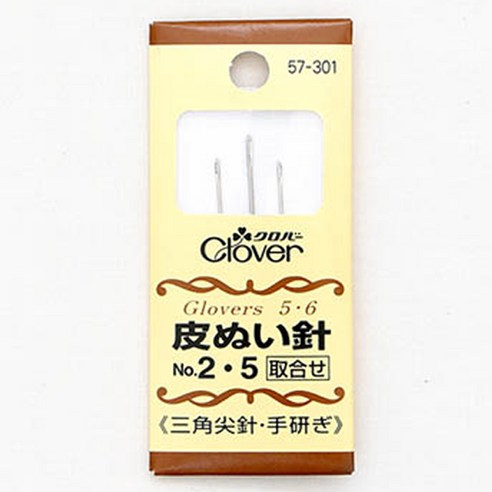 57-301
クロバー
Clover
Glovers 5・6
皮ぬい針
No.2・5 取合せ
《三角尖針・手研ぎ》